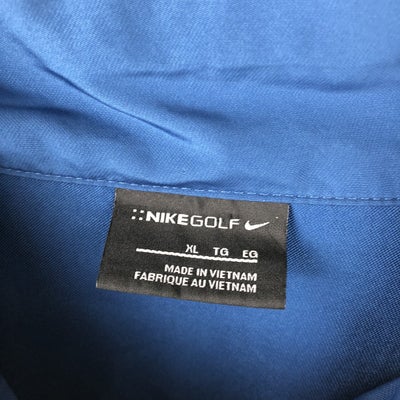 ::NIKEGOLF
XL TG EG
MADE IN VIETNAM
FABRIQUE AU VIETNAM